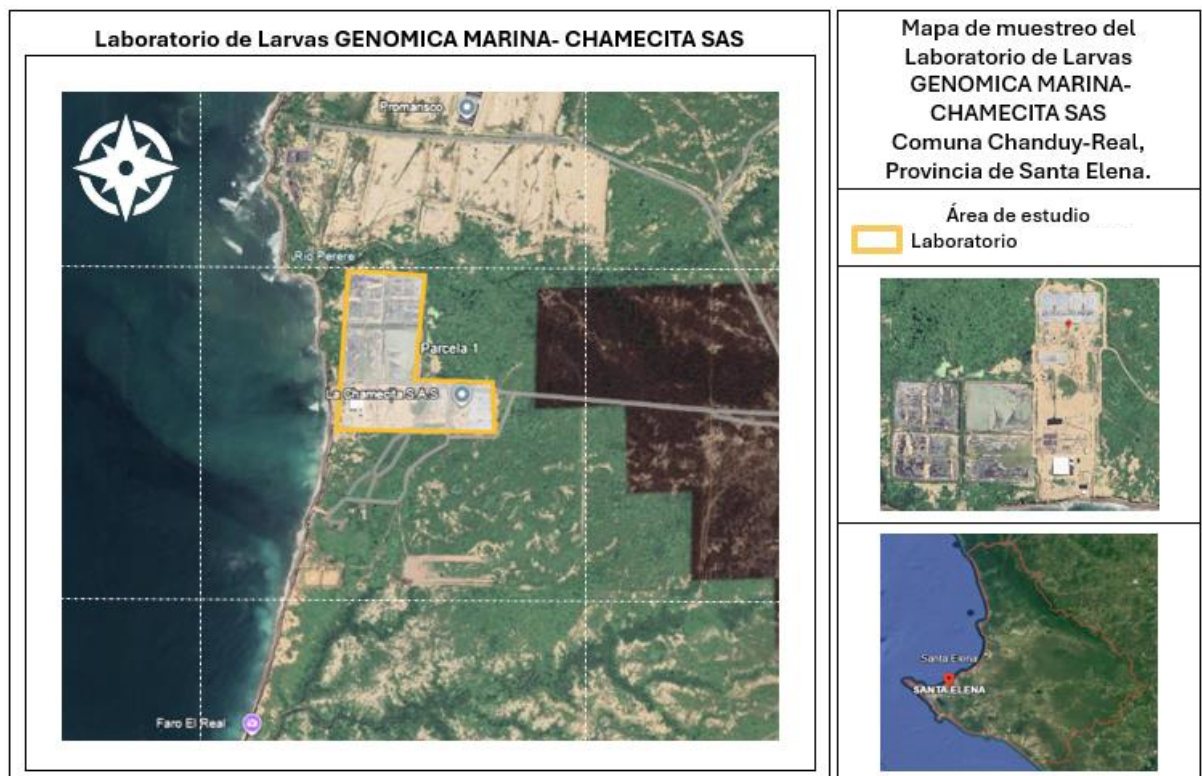 Laboratorio de Larvas GENOMICA MARINA- CHAMECITA SAS
Promarisco
Rio Perere
Parcela 1
La Chamecita S.A.S
Faro El Real
Mapa de muestreo del
Laboratorio de Larvas
GENOMICA MARINA-
CHAMECITA SAS
Comuna Chanduy-Real,
Provincia de Santa Elena.
Área de estudio
Laboratorio
Santa Elena
SANTA ELENA